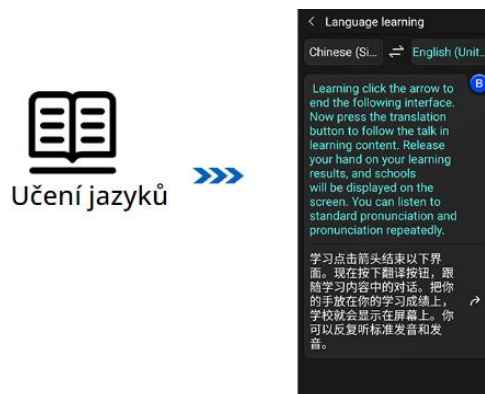 Učení jazyků
Language learning
Chinese (Si... English (Unit...
B
Learning click the arrow to
end the following interface.
Now press the translation
button to follow the talk in
learning content. Release
your hand on your learning
results, and schools
will be displayed on the
screen. You can listen to
standard pronunciation and
pronunciation repeatedly.
学习点击箭头结束以下界
面。现在按下翻译按钮，跟
随学习内容中的对话。把你
的手放在你的学习成绩上，
学校就会显示在屏幕上。你
可以反复听标准发音和发
音。